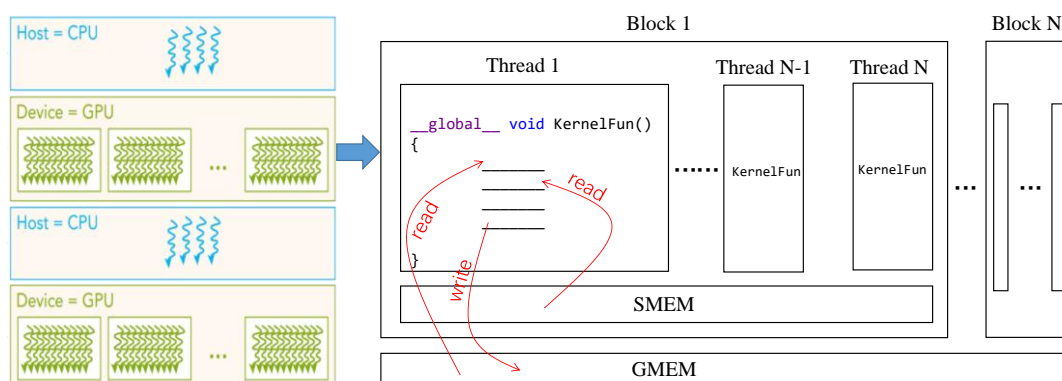 Host = CPU
Device = GPU
...
Host = CPU
Device = GPU
...
Block 1
Block N
Thread 1
Thread N-1
Thread N
__global__ void KernelFun()
{
}
read
write
read
......
KernelFun
KernelFun
...
...
SMEM
GMEM